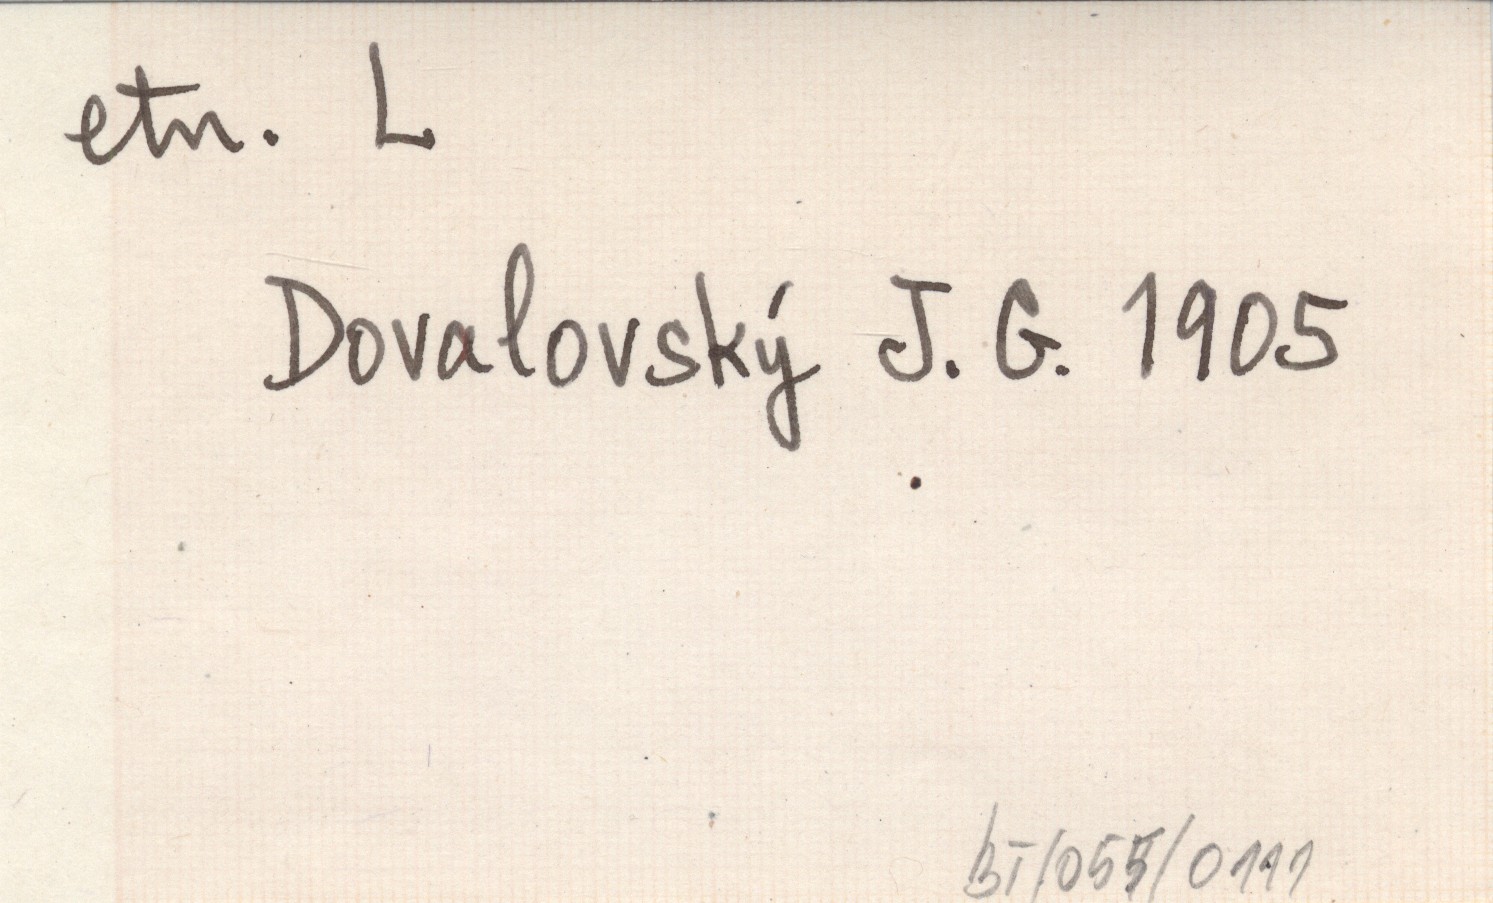 etn. L
Dovalovský J. G. 1905
BI/055/0111